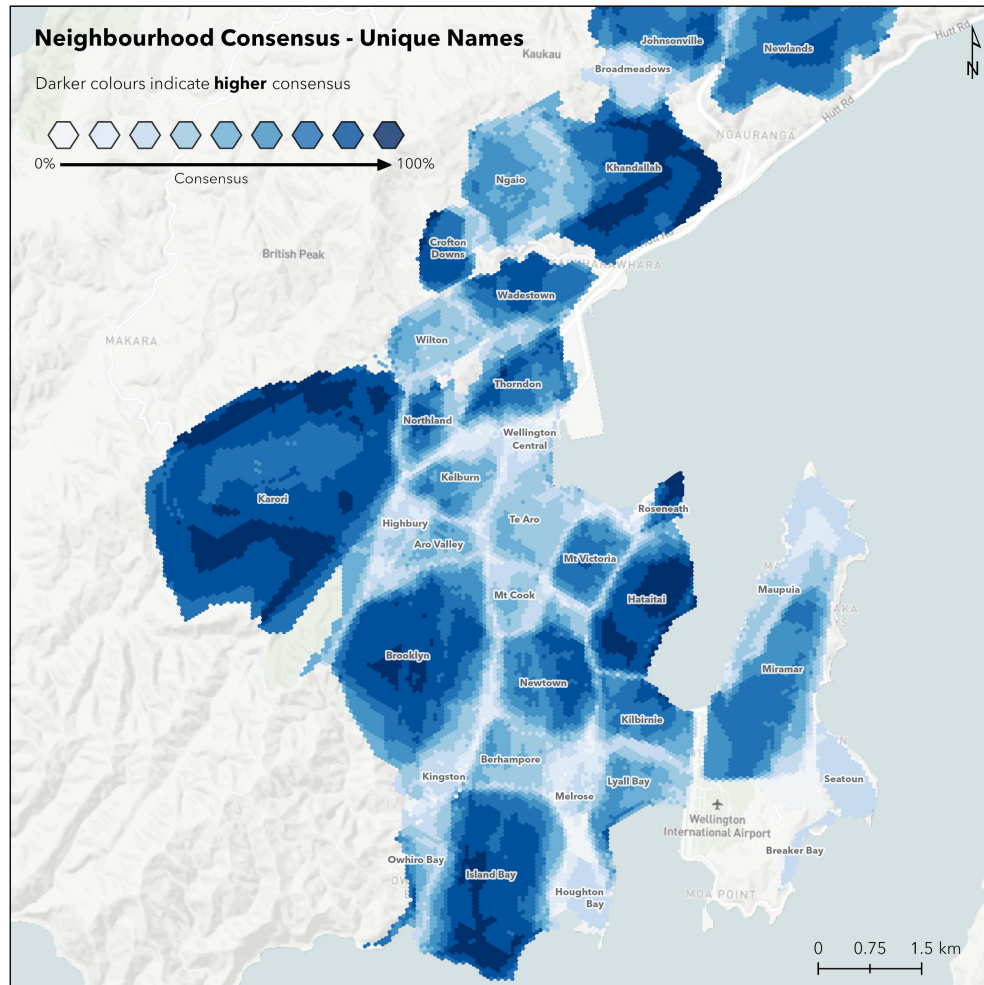 Neighbourhood Consensus - Unique Names
Darker colours indicate higher consensus
0%
100%
Consensus
Hutt Rd
N
Johnsonville
Newlands
Kaukau
Broadmeadows
Hutt Rd
NGAURANGA
Khandallah
Ngaio
Crofton
Downs
British Peak
Wadestown
MAKARA
Wilton
Thorndon
Northland
Wellington
Central
Kelburn
Karori
Roseneath
Highbury
Te Aro
Aro Valley
Mt Victoria
Mt Cook
Hataitai
Maupuia
Brooklyn
Miramar
Newtown
Kilbirnie
Berhampore
Kingston
Lyall Bay
Seatoun
Melrose
Wellington
International Airport
Breaker Bay
Owhiro Bay
Island Bay
Houghton
Bay
MOA POINT
0 0.75 1.5 km